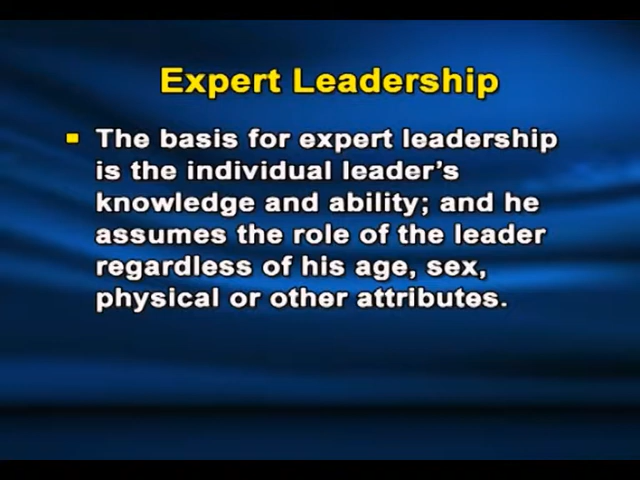 Expert Leadership
The basis for expert leadership
is the individual leader's
knowledge and ability; and he
assumes the role of the leader
regardless of his age, sex,
physical or other attributes.